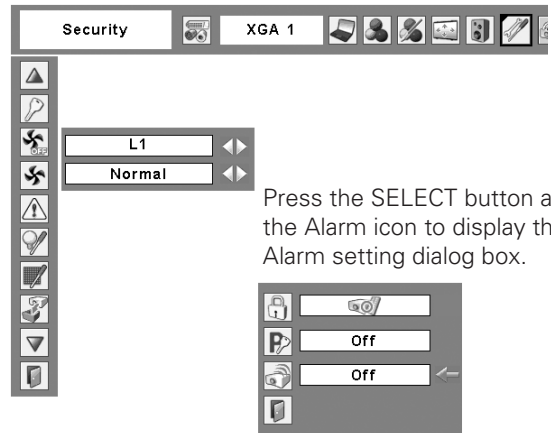 Security
XGA 1
OFF
L1
Normal
Press the SELECT button a
the Alarm icon to display th
Alarm setting dialog box.
P
Off
Off